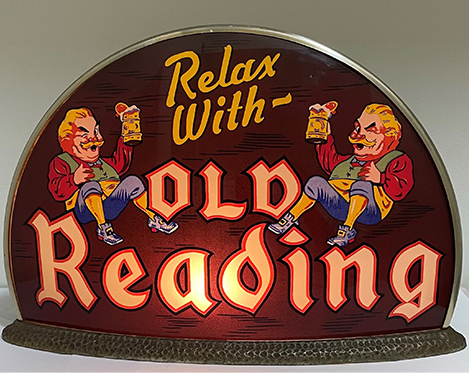 Relax
With-
OLD
Reading